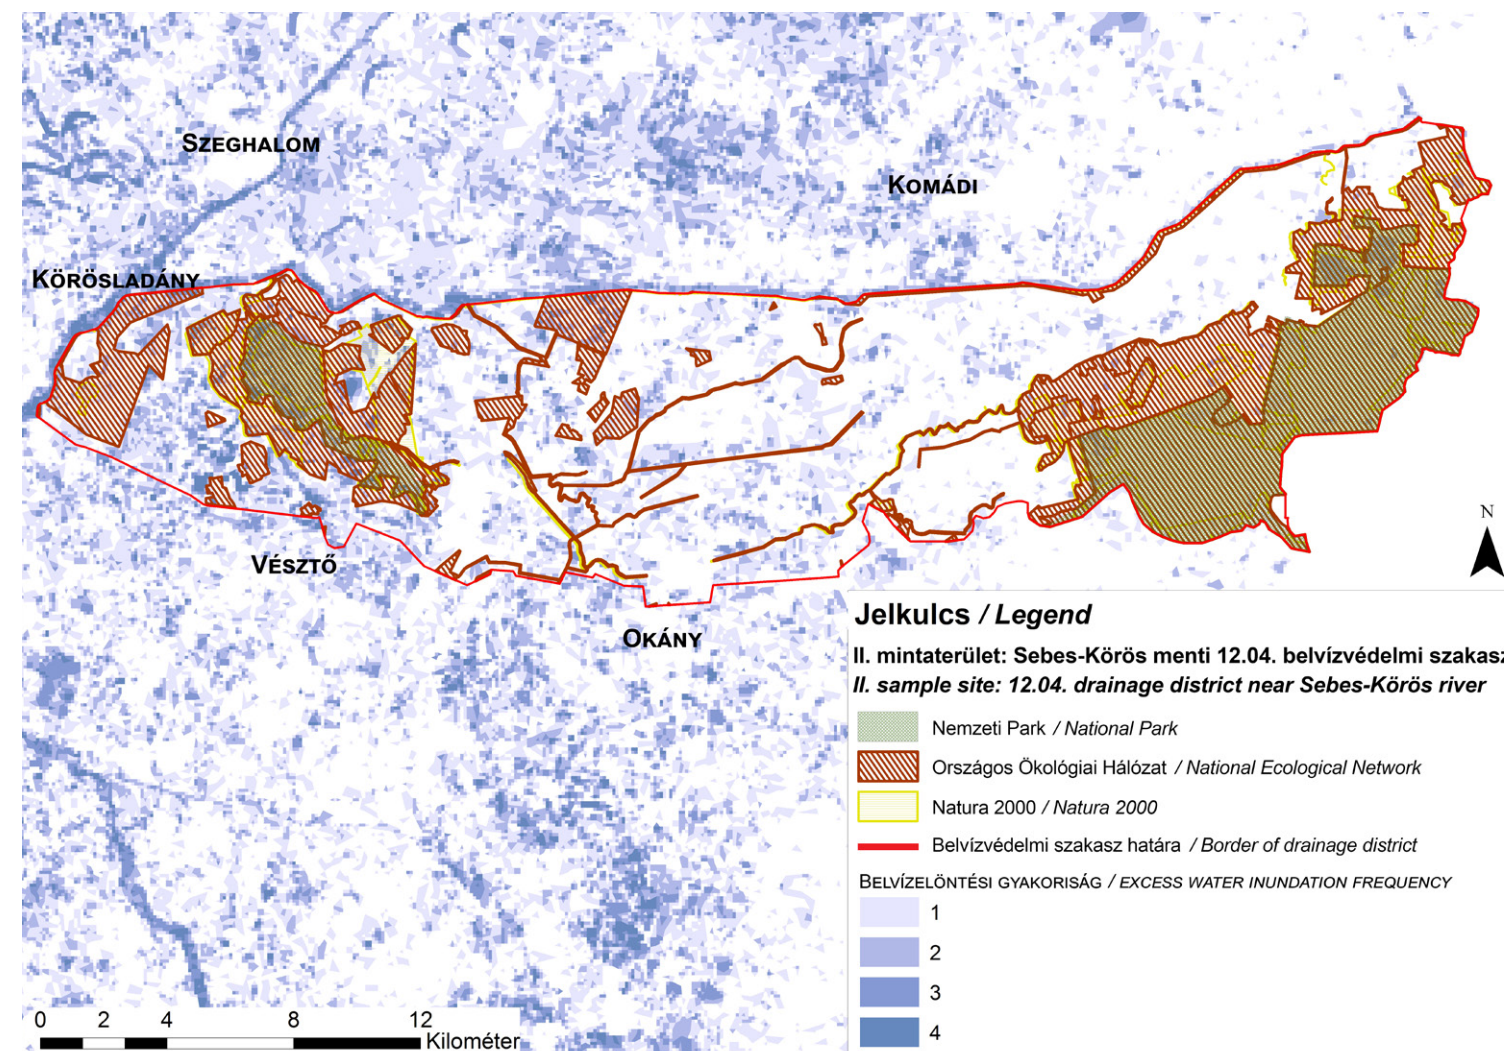 SZEGHALOM
KOMÁDI
KÖRÖSLADÁNY
VÉSZTŐ
OKÁNY
N
Jelkulcs / Legend
II. mintaterület: Sebes-Körös menti 12.04. belvízvédelmi szakasz
II. sample site: 12.04. drainage district near Sebes-Körös river
Nemzeti Park / National Park
Országos Ökológiai Hálózat / National Ecological Network
Natura 2000 / Natura 2000
Belvízvédelmi szakasz határa / Border of drainage district
BELVÍZELÖNTÉSI GYAKORISÁG / EXCESS WATER INUNDATION FREQUENCY
1
2
3
4
0 2 4 8 12
Kilométer